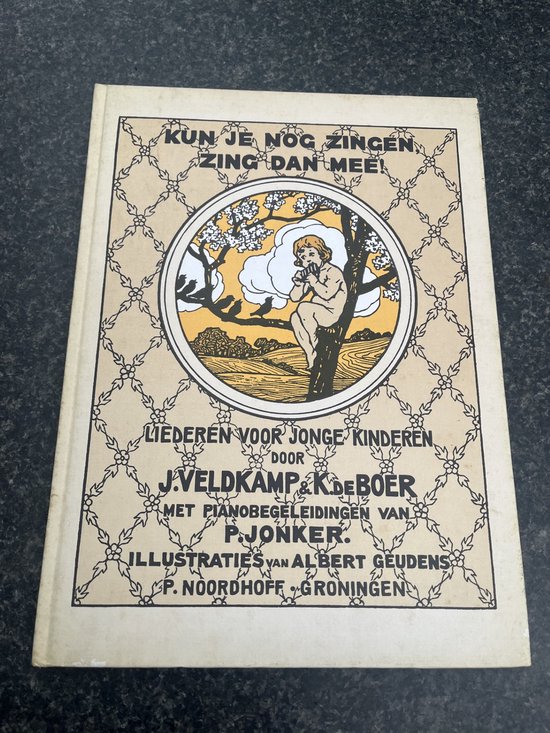 KUN JE NOG ZINGEN,
ZING DAN MEE!
LIEDEREN VOOR JONGE KINDEREN
DOOR
J. VELDKAMP & K. DE BOER
MET PIANOBEGELEIDINGEN VAN
P. JONKER.
ILLUSTRATIES VAN ALBERT GEUDENS
P. NOORDHOFF - GRONINGEN